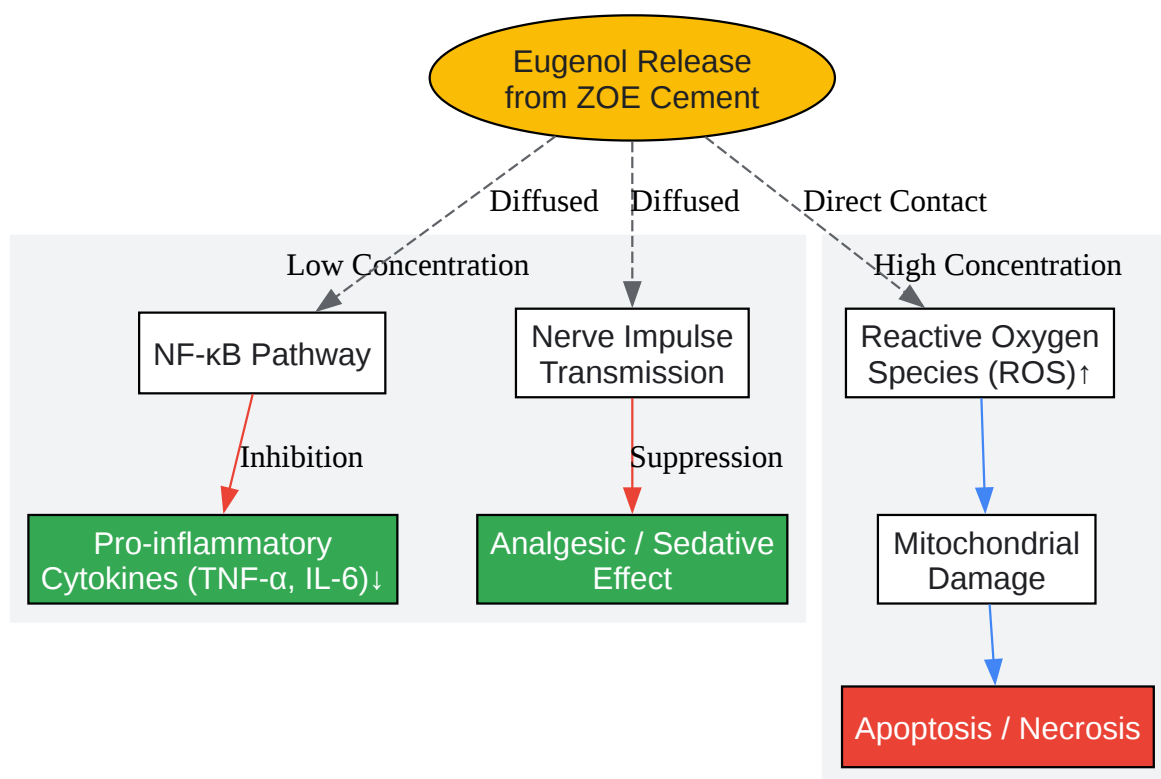 Eugenol Release
from ZOE Cement
Diffused
Diffused
Direct Contact
Low Concentration
High Concentration
NF-κB Pathway
Nerve Impulse
Transmission
Reactive Oxygen
Species (ROS)↑
Inhibition
Suppression
Pro-inflammatory
Cytokines (TNF-α, IL-6)↓
Analgesic / Sedative
Effect
Mitochondrial
Damage
Apoptosis / Necrosis